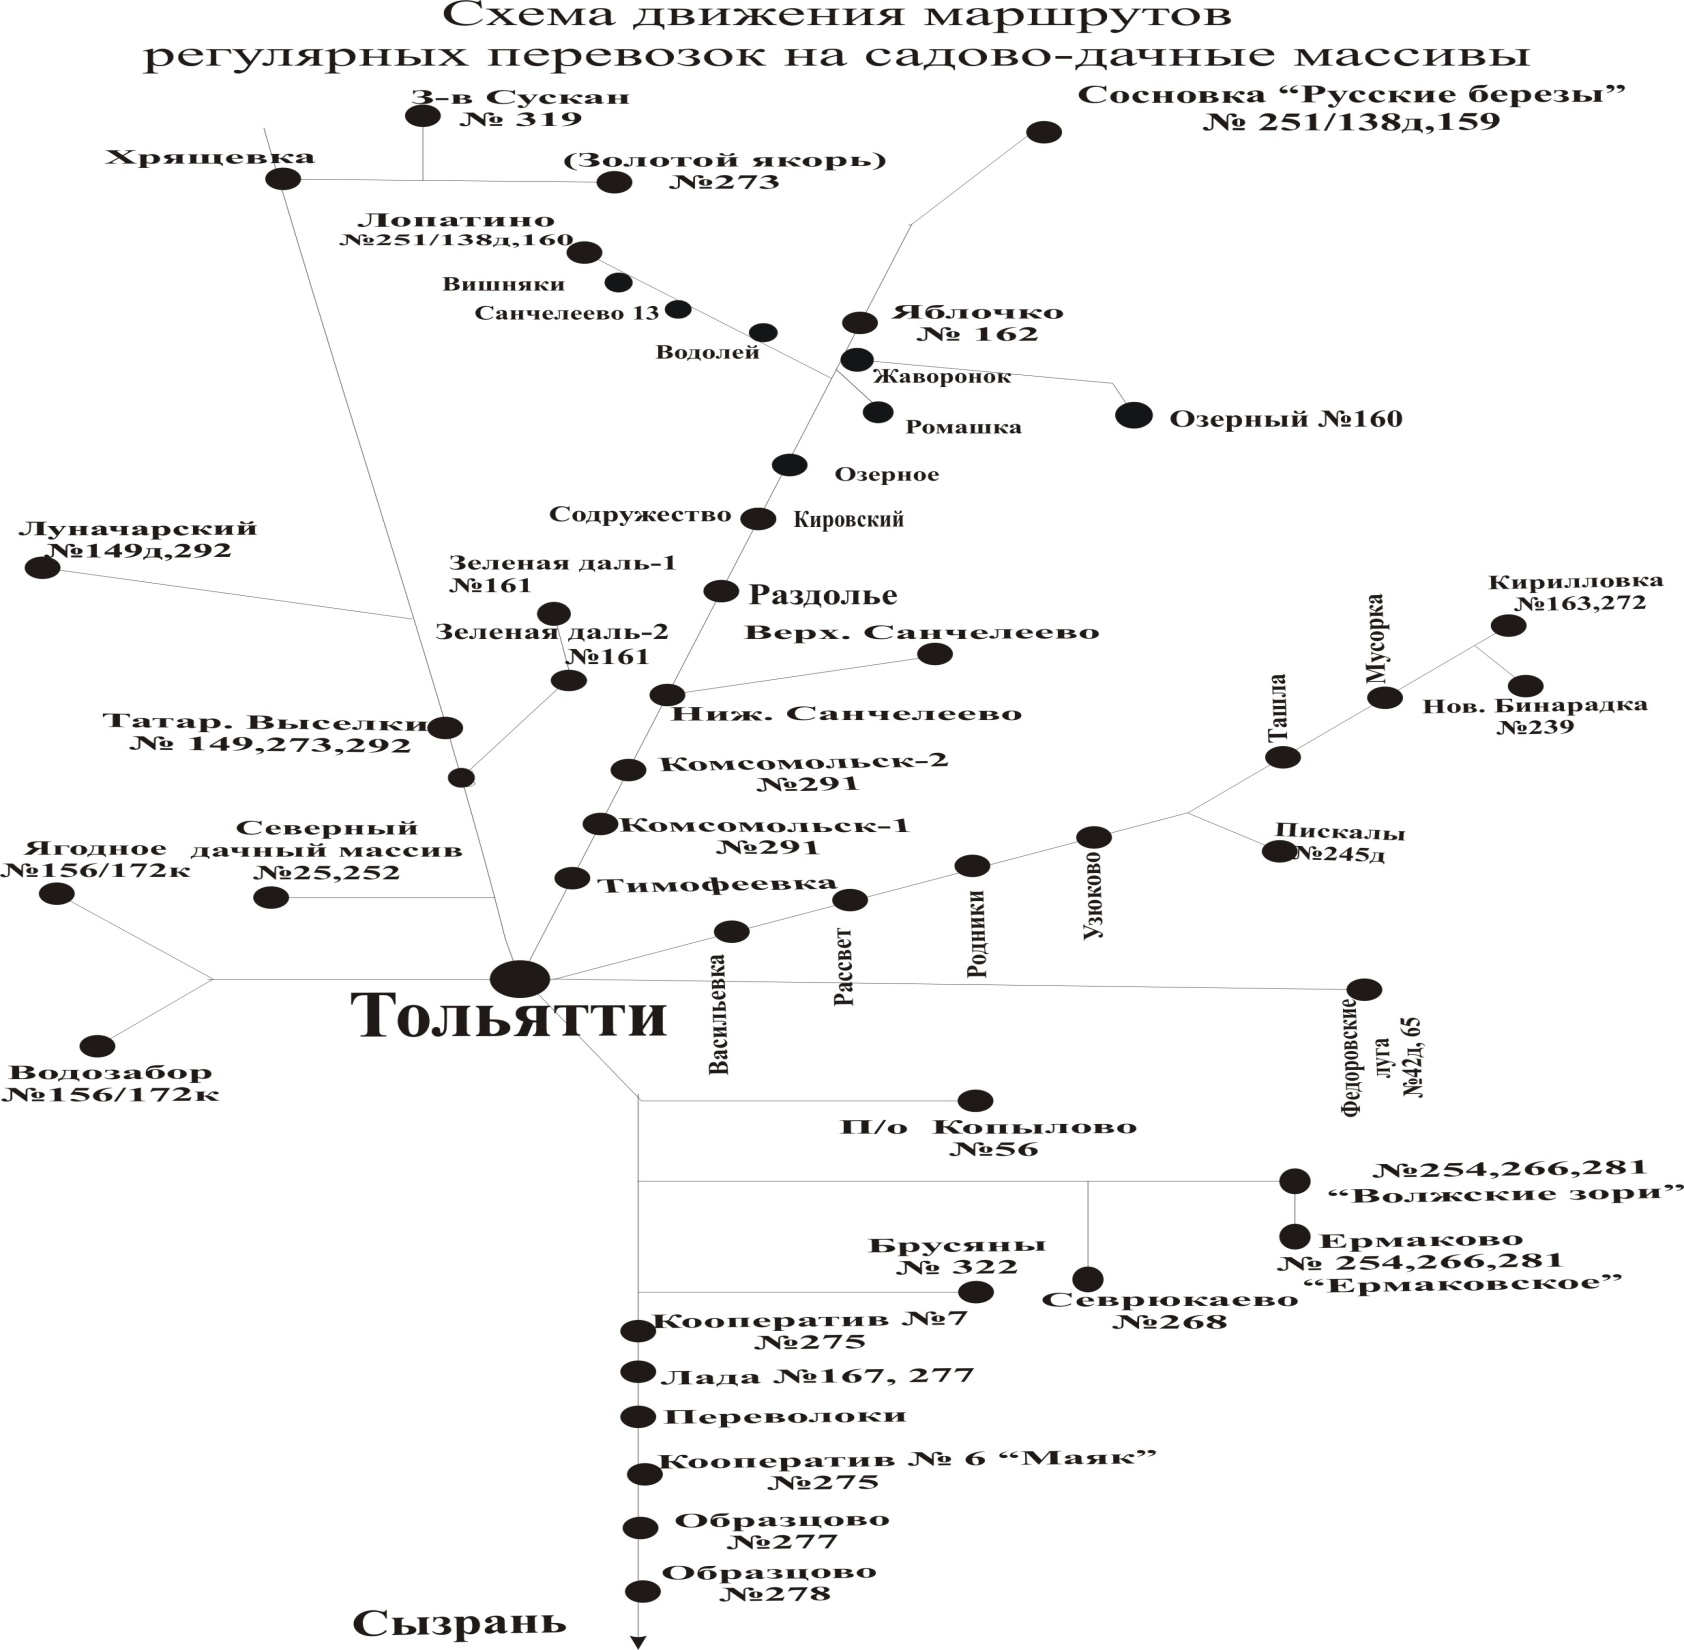 Схема движения маршрутов
регулярных перевозок на садово-дачные массивы
З-в Сускан
№ 319
Сосновка “Русские березы”
№ 251/138д,159
Хрящевка
(Золотой якорь)
№273
Лопатино
№251/138д,160
Вишняки
Санчелеево 13
Водолей
Яблочко
№ 162
Жаворонок
Ромашка
Озерный №160
Озерное
Содружество
Кировский
Луначарский
№149д,292
Зеленая даль-1
№161
Зеленая даль-2
№161
Раздолье
Верх. Санчелеево
Ниж. Санчелеево
Кирилловка
№163,272
Мусорка
Нов. Бинарадка
№239
Ташла
Татар. Выселки
№ 149,273,292
Комсомольск-2
№291
Комсомольск-1
№291
Тимофеевка
Северный
дачный массив
№25,252
Ягодное
№156/172к
Пискалы
№245д
Узюково
Родники
Рассвет
Васильевка
Тольятти
Федоровские
луга
№42д, 65
Водозабор
№156/172к
П/о Копылово
№56
№254,266,281
“Волжские зори”
Ермаково
№ 254,266,281
“Ермаковское”
Брусяны
№ 322
Севрюкаево
№268
Кооператив №7
№275
Лада №167, 277
Переволоки
Кооператив № 6 “Маяк”
№275
Образцово
№277
Образцово
№278
Сызрань